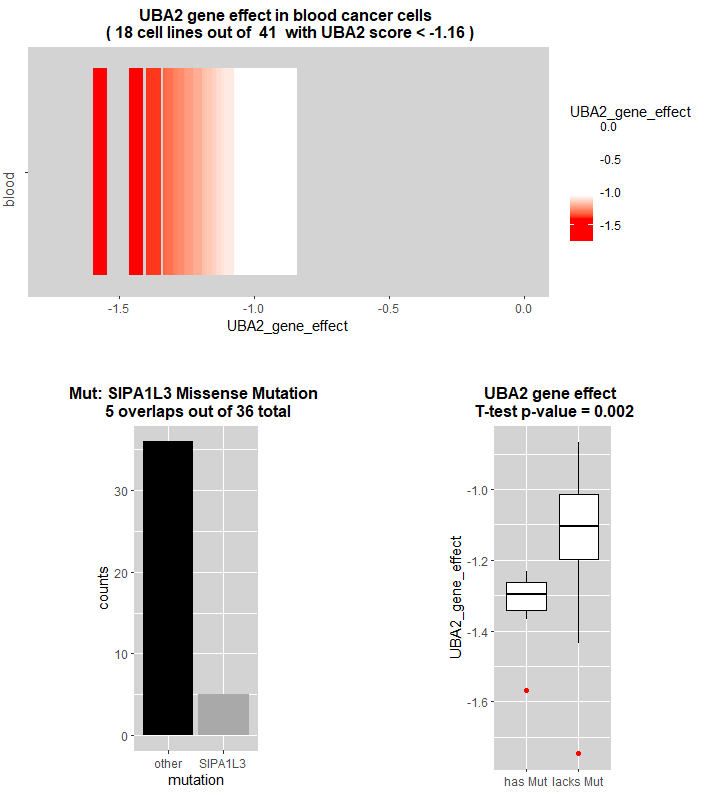 UBA2 gene effect in blood cancer cells
( 18 cell lines out of  41  with UBA2 score < -1.16 )
blood
-1.5
-1.0
-0.5
0.0
UBA2_gene_effect
UBA2_gene_effect
0.0
-0.5
-1.0
-1.5
Mut: SIPA1L3 Missense Mutation
5 overlaps out of 36 total
counts
30
20
10
0
other
SIPA1L3
mutation
UBA2 gene effect
T-test p-value = 0.002
UBA2_gene_effect
-1.0
-1.2
-1.4
-1.6
has Mut
lacks Mut